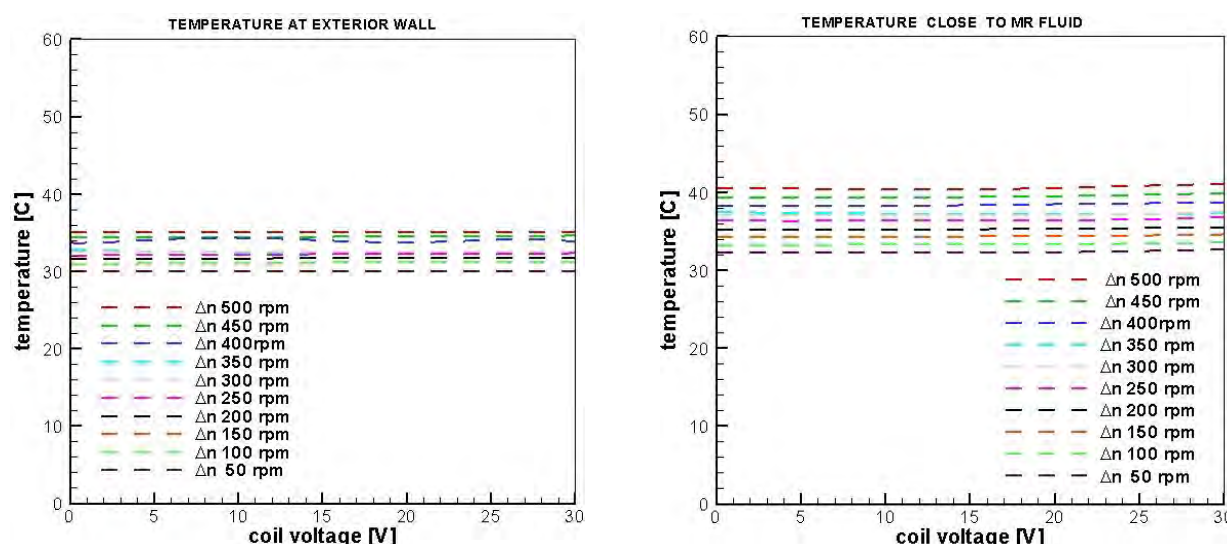 TEMPERATURE AT EXTERIOR WALL
60
50
40
30
20
10
0
temperature [C]
Δn 500 rpm
Δn 450 rpm
Δn 400rpm
Δn 350 rpm
Δn 300 rpm
Δn 250 rpm
Δn 200 rpm
Δn 150 rpm
Δn 100 rpm
Δn 50 rpm
0 5 10 15 20 25 30
coil voltage [V]
TEMPERATURE CLOSE TO MR FLUID
60
50
40
30
20
10
0
temperature [C]
Δn 500 rpm
Δn 450 rpm
Δn 400rpm
Δn 350 rpm
Δn 300 rpm
Δn 250 rpm
Δn 200 rpm
Δn 150 rpm
Δn 100 rpm
Δn 50 rpm
0 5 10 15 20 25 30
coil voltage [V]